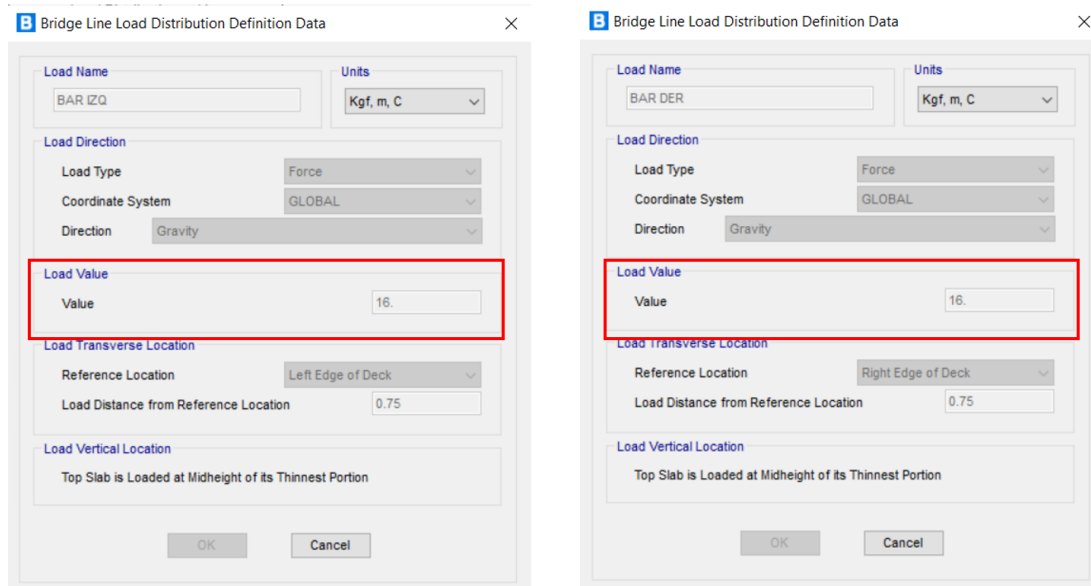 B Bridge Line Load Distribution Definition Data
Load Name
Units
BAR IZQ
Kgf, m, C
Load Direction
Load Type Force
Coordinate System GLOBAL
Direction Gravity
Load Value
Value 16.
Load Transverse Location
Reference Location Left Edge of Deck
Load Distance from Reference Location 0.75
Load Vertical Location
Top Slab is Loaded at Midheight of its Thinnest Portion
OK Cancel
B Bridge Line Load Distribution Definition Data
Load Name
Units
BAR DER
Kgf, m, C
Load Direction
Load Type Force
Coordinate System GLOBAL
Direction Gravity
Load Value
Value 16.
Load Transverse Location
Reference Location Right Edge of Deck
Load Distance from Reference Location 0.75
Load Vertical Location
Top Slab is Loaded at Midheight of its Thinnest Portion
OK Cancel